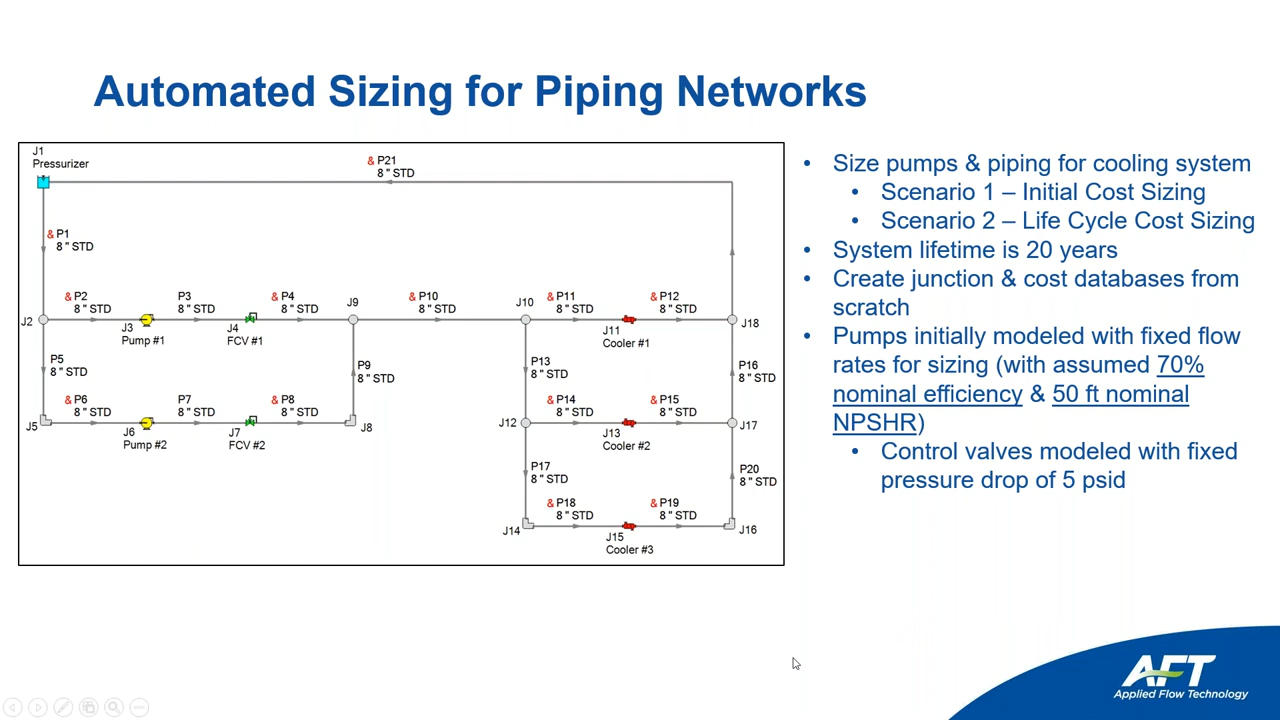 Automated Sizing for Piping Networks
J1
Pressurizer
& P21
8 " STD
& P1
8 " STD
& P2
8 " STD
P3
8 " STD
& P4
8 " STD
J9
& P10
8 " STD
J10
& P11
8 " STD
& P12
8 " STD
J2
J3
Pump #1
J4
FCV #1
J11
Cooler #1
J18
P5
8 " STD
P9
8 " STD
P13
8 " STD
P16
8 " STD
& P6
8 " STD
P7
8 " STD
& P8
8 " STD
& P14
8 " STD
& P15
8 " STD
J5
J6
Pump #2
J7
FCV #2
J8
J12
J13
Cooler #2
J17
P17
8 " STD
P20
8 " STD
& P18
8 " STD
& P19
8 " STD
J14
J15
Cooler #3
J16
• Size pumps & piping for cooling system
• Scenario 1 – Initial Cost Sizing
• Scenario 2 – Life Cycle Cost Sizing
• System lifetime is 20 years
• Create junction & cost databases from
scratch
• Pumps initially modeled with fixed flow
rates for sizing (with assumed 70%
nominal efficiency & 50 ft nominal
NPSHR)
• Control valves modeled with fixed
pressure drop of 5 psid
AFT
Applied Flow Technology